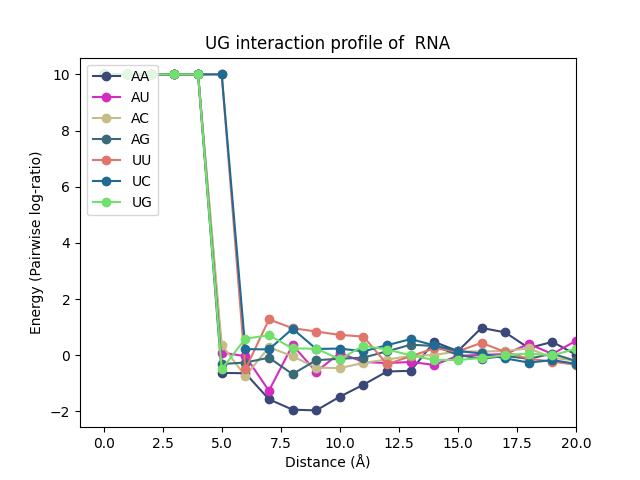 UG interaction profile of  RNA
Energy (Pairwise log-ratio)
10
8
6
4
2
0
−2
AA
AU
AC
AG
UU
UC
UG
0.0 2.5 5.0 7.5 10.0 12.5 15.0 17.5 20.0
Distance (Å)